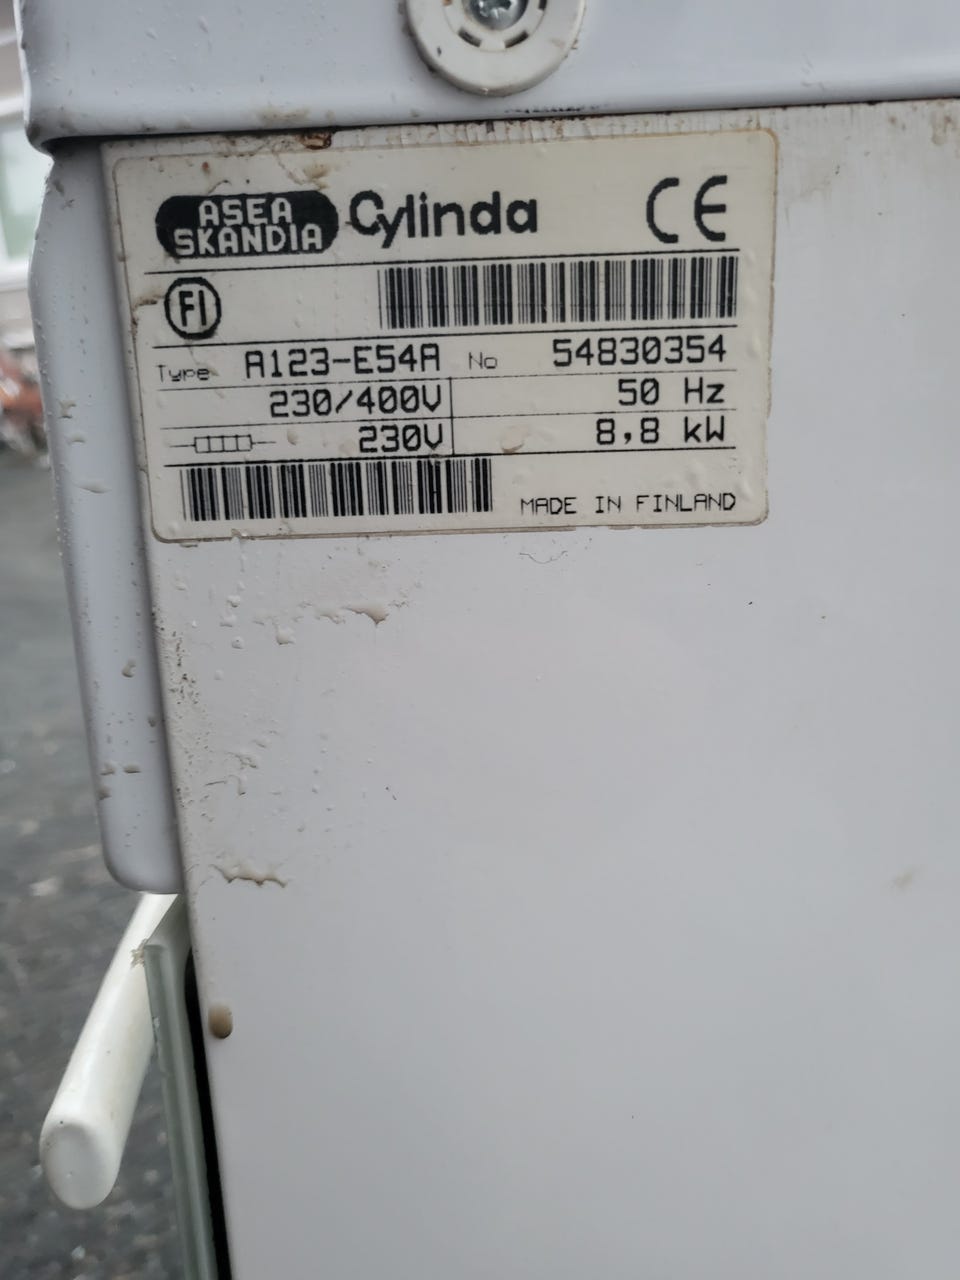 ASEA
SKANDIA
Cylinda
CE
FI
Type A123-E54A No 54830354
230/400V 50 Hz
230V 8,8 kW
MADE IN FINLAND